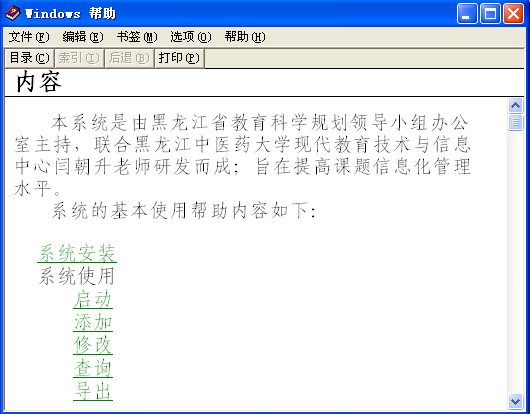 Windows 帮助
文件(F) 编辑(E) 书签(M) 选项(O) 帮助(H)
目录(C) 索引(I) 后退(B) 打印(P)
内容
本系统是由黑龙江省教育科学规划领导小组办公
室主持，联合黑龙江中医药大学现代教育技术与信息
中心闫朝升老师研发而成；旨在提高课题信息化管理
水平。
系统的基本使用帮助内容如下：
系统安装
系统使用
启动
添加
修改
查询
导出